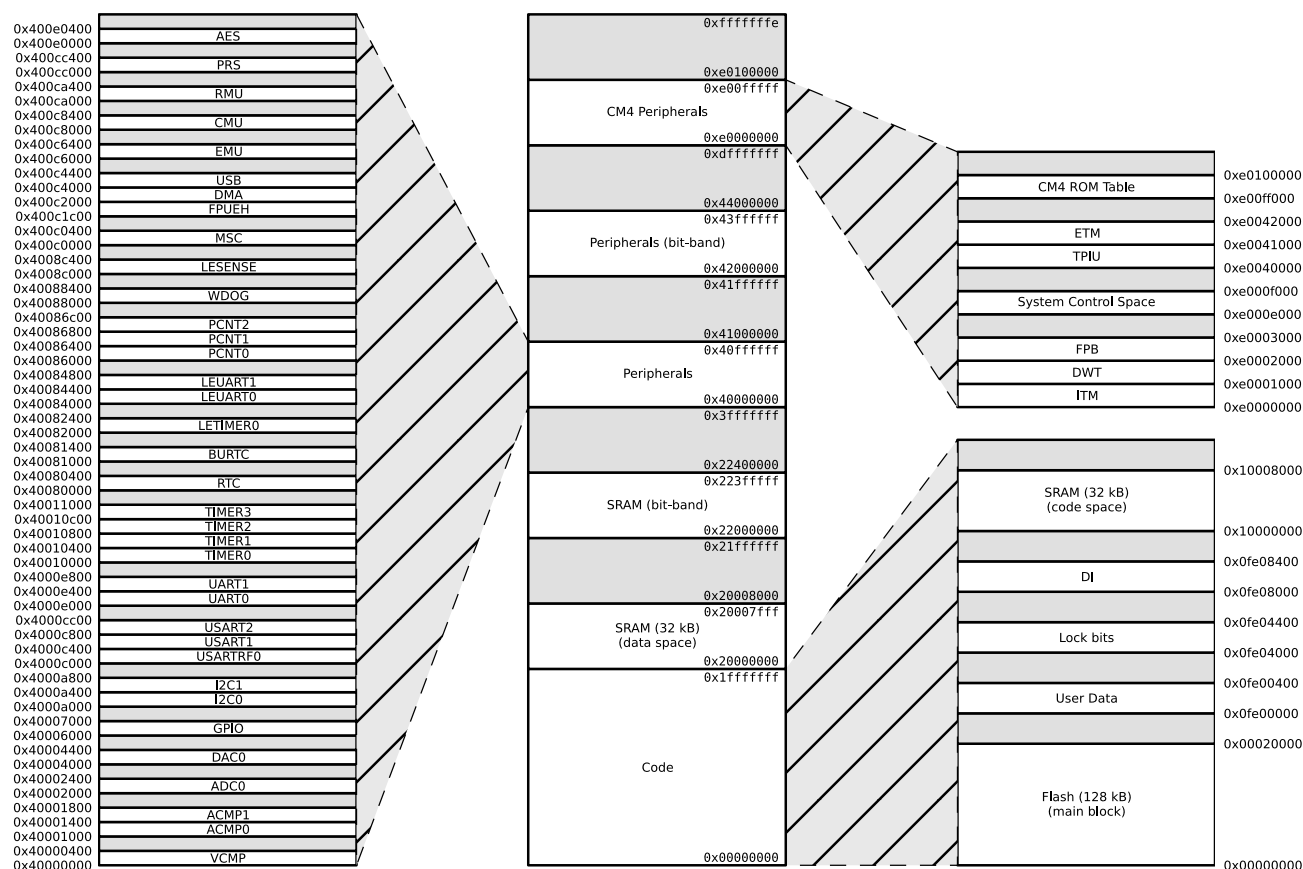 0x400e0400
AES
0x400e0000
0x400cc400
PRS
0x400cc000
0x400ca400
RMU
0x400ca000
0x400c8400
CMU
0x400c8000
0x400c6400
EMU
0x400c6000
0x400c4400
USB
0x400c4000
DMA
0x400c2000
FPUEH
0x400c1c00
0x400c0400
MSC
0x400c0000
0x4008c400
LESENSE
0x4008c000
0x40088400
WDOG
0x40088000
0x40086c00
PCNT2
0x40086800
PCNT1
0x40086400
PCNT0
0x40086000
0x40084800
LEUART1
0x40084400
LEUART0
0x40084000
0x40082400
LETIMER0
0x40082000
0x40081400
BURTC
0x40081000
0x40080400
RTC
0x40080000
0x40011000
TIMER3
0x40010c00
TIMER2
0x40010800
TIMER1
0x40010400
TIMER0
0x40010000
0x4000e800
UART1
0x4000e400
UART0
0x4000e000
0x4000cc00
USART2
0x4000c800
USART1
0x4000c400
USARTRF0
0x4000c000
0x4000a800
I2C1
0x4000a400
I2C0
0x4000a000
0x40007000
GPIO
0x40006000
0x40004400
DAC0
0x40004000
0x40002400
ADC0
0x40002000
0x40001800
ACMP1
0x40001400
ACMP0
0x40001000
0x40000400
VCMP
0x40000000
0xfffffffe
0xe0100000
0xe00fffff
CM4 Peripherals
0xe0000000
0xdfffffff
0x44000000
0x43ffffff
Peripherals (bit-band)
0x42000000
0x41ffffff
0x41000000
0x40ffffff
Peripherals
0x40000000
0x3fffffff
0x22400000
0x223fffff
SRAM (bit-band)
0x22000000
0x21ffffff
0x20008000
0x20007fff
SRAM (32 kB)
(data space)
0x20000000
0x1fffffff
Code
0x00000000
0xe0100000
CM4 ROM Table
0xe00ff000
0xe0042000
ETM
0xe0041000
TPIU
0xe0040000
0xe000f000
System Control Space
0xe000e000
0xe0003000
FPB
0xe0002000
DWT
0xe0001000
ITM
0xe0000000
0x10008000
SRAM (32 kB)
(code space)
0x10000000
0x0fe08400
DI
0x0fe08000
0x0fe04400
Lock bits
0x0fe04000
0x0fe00400
User Data
0x0fe00000
0x00020000
Flash (128 kB)
(main block)
0x00000000